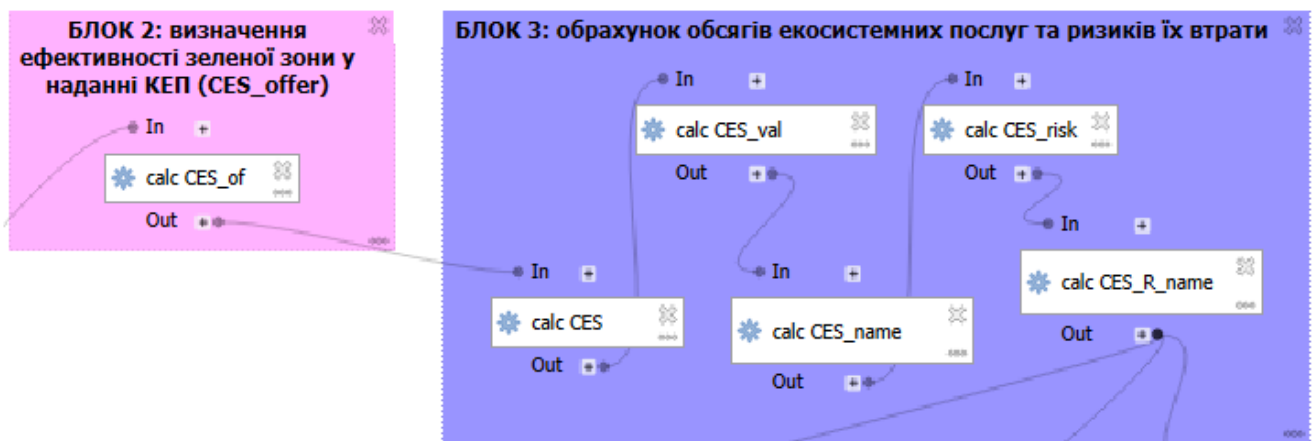 БЛОК 2: визначення
ефективності зеленої зони у
наданні КЕП (CES_offer)
In
calc CES_of
Out
БЛОК 3: обрахунок обсягів екосистемних послуг та ризиків їх втрати
In
calc CES_val
Out
In
calc CES_risk
Out
In
calc CES
Out
In
calc CES_name
Out
In
calc CES_R_name
Out